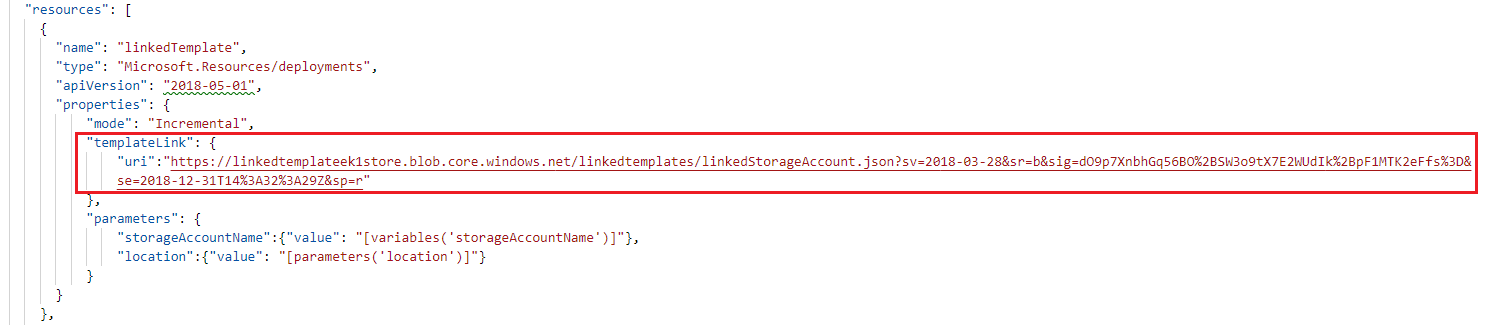 "resources": [
{
"name": "linkedTemplate",
"type": "Microsoft.Resources/deployments",
"apiVersion": "2018-05-01",
"properties": {
"mode": "Incremental",
"templateLink": {
"uri":"https://linkedtemplateek1store.blob.core.windows.net/linkedtemplates/linkedStorageAccount.json?sv=2018-03-28&sr=b&sig=dO9p7XnbhGq56BO%2BSW3o9tX7E2WUdIk%2BpF1MTK2eFfs%3D&
se=2018-12-31T14%3A32%3A29Z&sp=r"
},
"parameters": {
"storageAccountName":{"value": "[variables('storageAccountName')]"},
"location":{"value": "[parameters('location')]"}
}
}
},